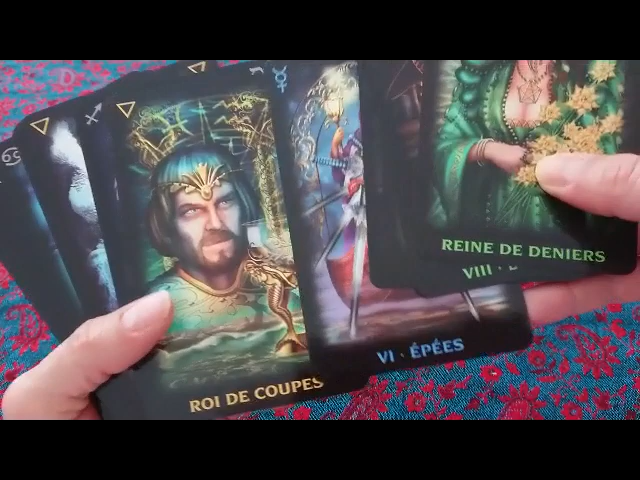 ROI DE COUPES
VI · ÉPÉES
VIII ·
REINE DE DENIERS